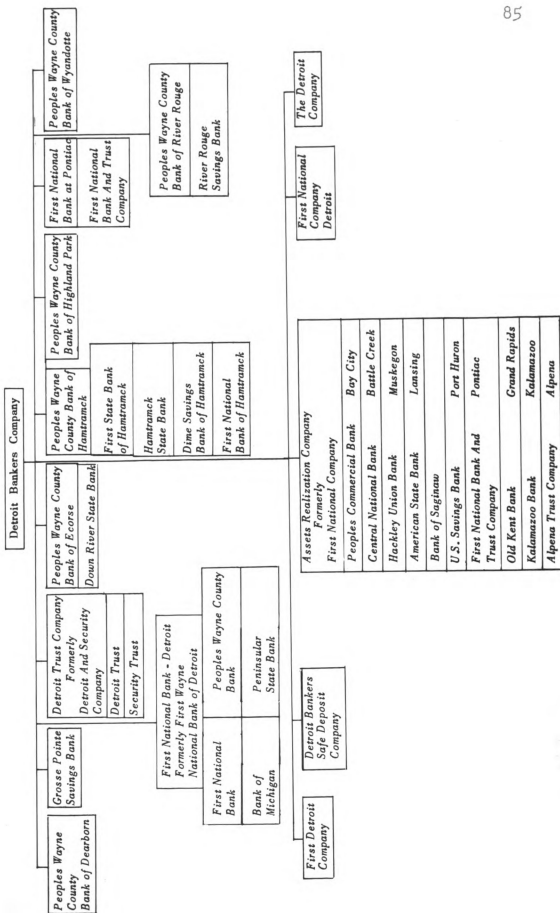 85
Detroit Bankers Company
Peoples Wayne
County
Bank of Dearborn
Grosse Pointe
Savings Bank
Detroit Trust Company
Formerly
Detroit And Security
Company
Detroit Trust
Security Trust
Peoples Wayne County
Bank of Ecorse
Down River State Bank
Peoples Wayne
County Bank of
Hamtramck
First State Bank
of Hamtramck
Hamtramck
State Bank
Dime Savings
Bank of Hamtramck
First National
Bank of Hamtramck
Peoples Wayne County
Bank of Highland Park
First National
Bank at Pontiac
First National
Bank And Trust
Company
Peoples Wayne County
Bank of Wyandotte
Peoples Wayne County
Bank of River Rouge
River Rouge
Savings Bank
First National Bank - Detroit
Formerly First Wayne
National Bank of Detroit
First National
Bank
Peoples Wayne County
Bank
Bank of
Michigan
Peninsular
State Bank
First Detroit
Company
Detroit Bankers
Safe Deposit
Company
Assets Realization Company
Formerly
First National Company
Peoples Commercial Bank Bay City
Central National Bank Battle Creek
Hackley Union Bank Muskegon
American State Bank Lansing
Bank of Saginaw
U.S. Savings Bank Port Huron
First National Bank And Pontiac
Trust Company
Old Kent Bank Grand Rapids
Kalamazoo Bank Kalamazoo
Alpena Trust Company Alpena
First National
Company
Detroit
The Detroit
Company